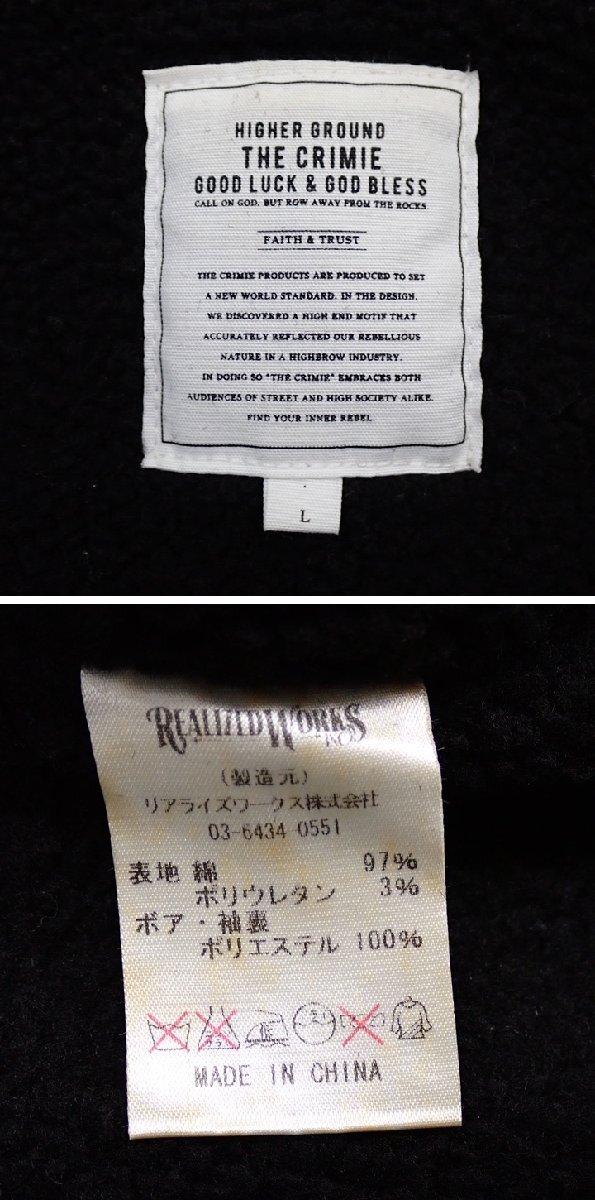 HIGHER GROUND
THE CRIMIE
GOOD LUCK & GOD BLESS
CALL ON GOD, BUT ROW AWAY FROM THE ROCKS.
FAITH & TRUST
THE CRIMIE PRODUCTS ARE PRODUCED TO SET
A NEW WORLD STANDARD. IN THE DESIGN,
WE DISCOVERED A HIGH END MOTIF THAT
ACCURATELY REFLECTED OUR REBELLIOUS
NATURE IN A HIGHBROW INDUSTRY.
IN DOING SO "THE CRIMIE" EMBRACES BOTH
AUDIENCES OF STREET AND HIGH SOCIETY ALIKE.
FIND YOUR INNER REBEL.
L
REALIZEDWORKS
INC.
(製造元)
リアライズワークス株式会社
03-6434-0551
表地 綿 97%
ポリウレタン 3%
ボア・袖裏
ポリエステル 100%
MADE IN CHINA